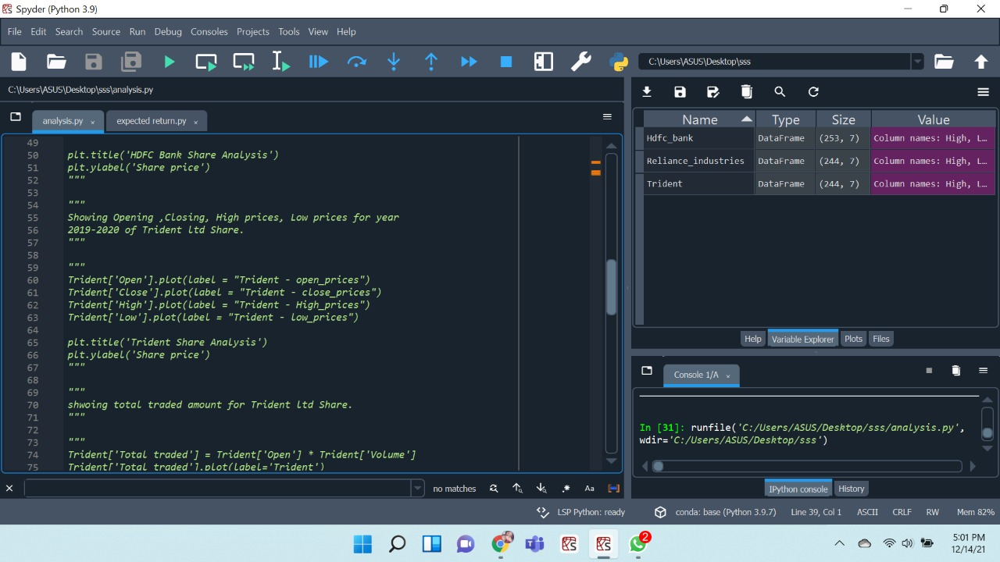 Spyder (Python 3.9)
File Edit Search Source Run Debug Consoles Projects Tools View Help
C:\Users\ASUS\Desktop\sss
C:\Users\ASUS\Desktop\sss\analysis.py
analysis.py
expected return.py
49
50 plt.title('HDFC Bank Share Analysis')
51 plt.ylabel('Share price')
52 """
53
54 """
55 Showing Opening ,Closing, High prices, Low prices for year
56 2019-2020 of Trident ltd Share.
57 """
58
59 """
60 Trident['Open'].plot(label = "Trident - open_prices")
61 Trident['Close'].plot(label = "Trident - close_prices")
62 Trident['High'].plot(label = "Trident - High_prices")
63 Trident['Low'].plot(label = "Trident - low_prices")
64
65 plt.title('Trident Share Analysis')
66 plt.ylabel('Share price')
67 """
68
69 """
70 shwoing total traded amount for Trident ltd Share.
71 """
72
73 """
74 Trident['Total traded'] = Trident['Open'] * Trident['Volume']
75 Trident['Total traded'].plot(label='Trident')
no matches
Aa
Name Type Size Value
Hdfc_bank DataFrame (253, 7) Column names: High, L...
Reliance_industries DataFrame (244, 7) Column names: High, L...
Trident DataFrame (244, 7) Column names: High, L...
Help Variable Explorer Plots Files
Console 1/A
In [31]: runfile('C:/Users/ASUS/Desktop/sss/analysis.py',
wdir='C:/Users/ASUS/Desktop/sss')
IPython console History
LSP Python: ready conda: base (Python 3.9.7) Line 39, Col 1 ASCII CRLF RW Mem 82%
2
5:01 PM
12/14/21